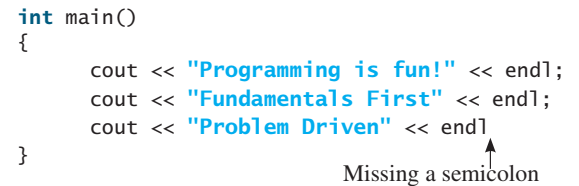 int main()
{
cout << "Programming is fun!" << endl;
cout << "Fundamentals First" << endl;
cout << "Problem Driven" << endl
}
Missing a semicolon